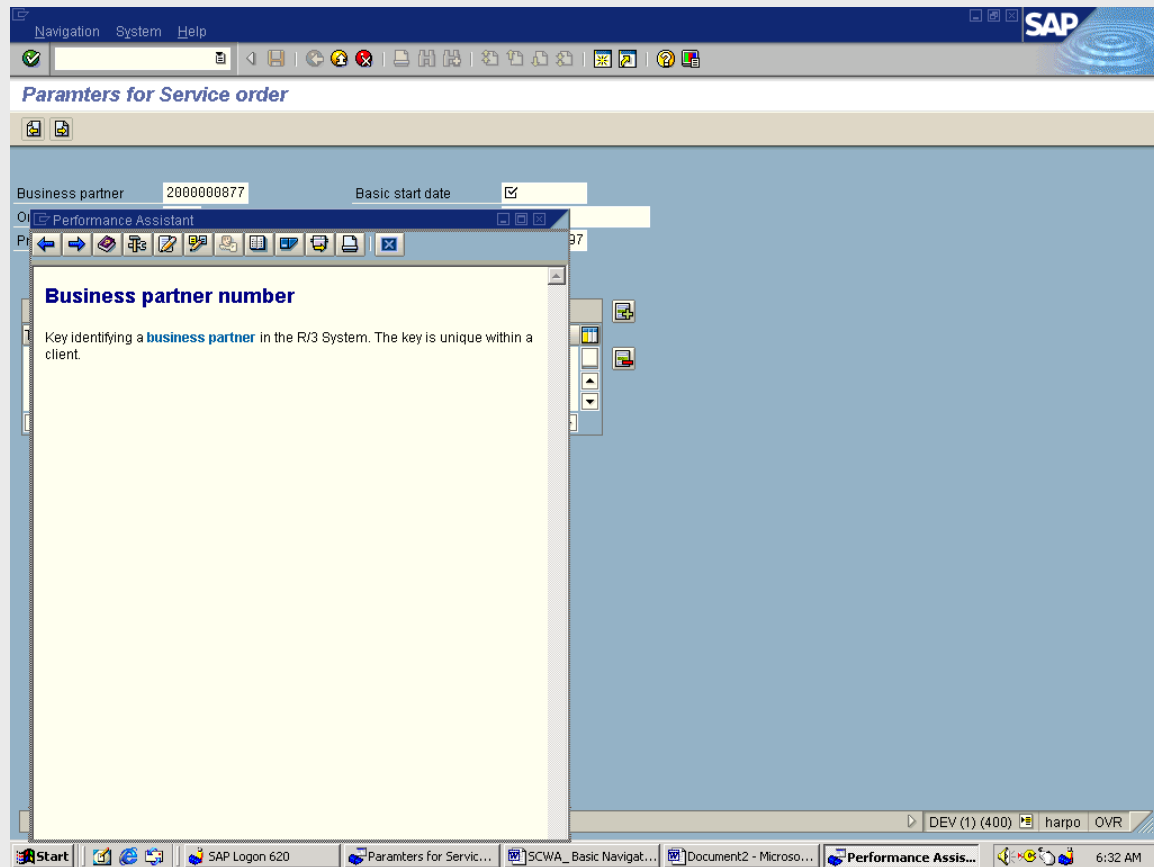 Navigation System Help
SAP
Paramters for Service order
Business partner 2000000877 Basic start date
Performance Assistant
97
Business partner number
Key identifying a business partner in the R/3 System. The key is unique within a
client.
DEV (1) (400) harpo OVR
Start SAP Logon 620 Paramters for Servic... SCWA_ Basic Navigat... Document2 - Microso... Performance Assis... 6:32 AM